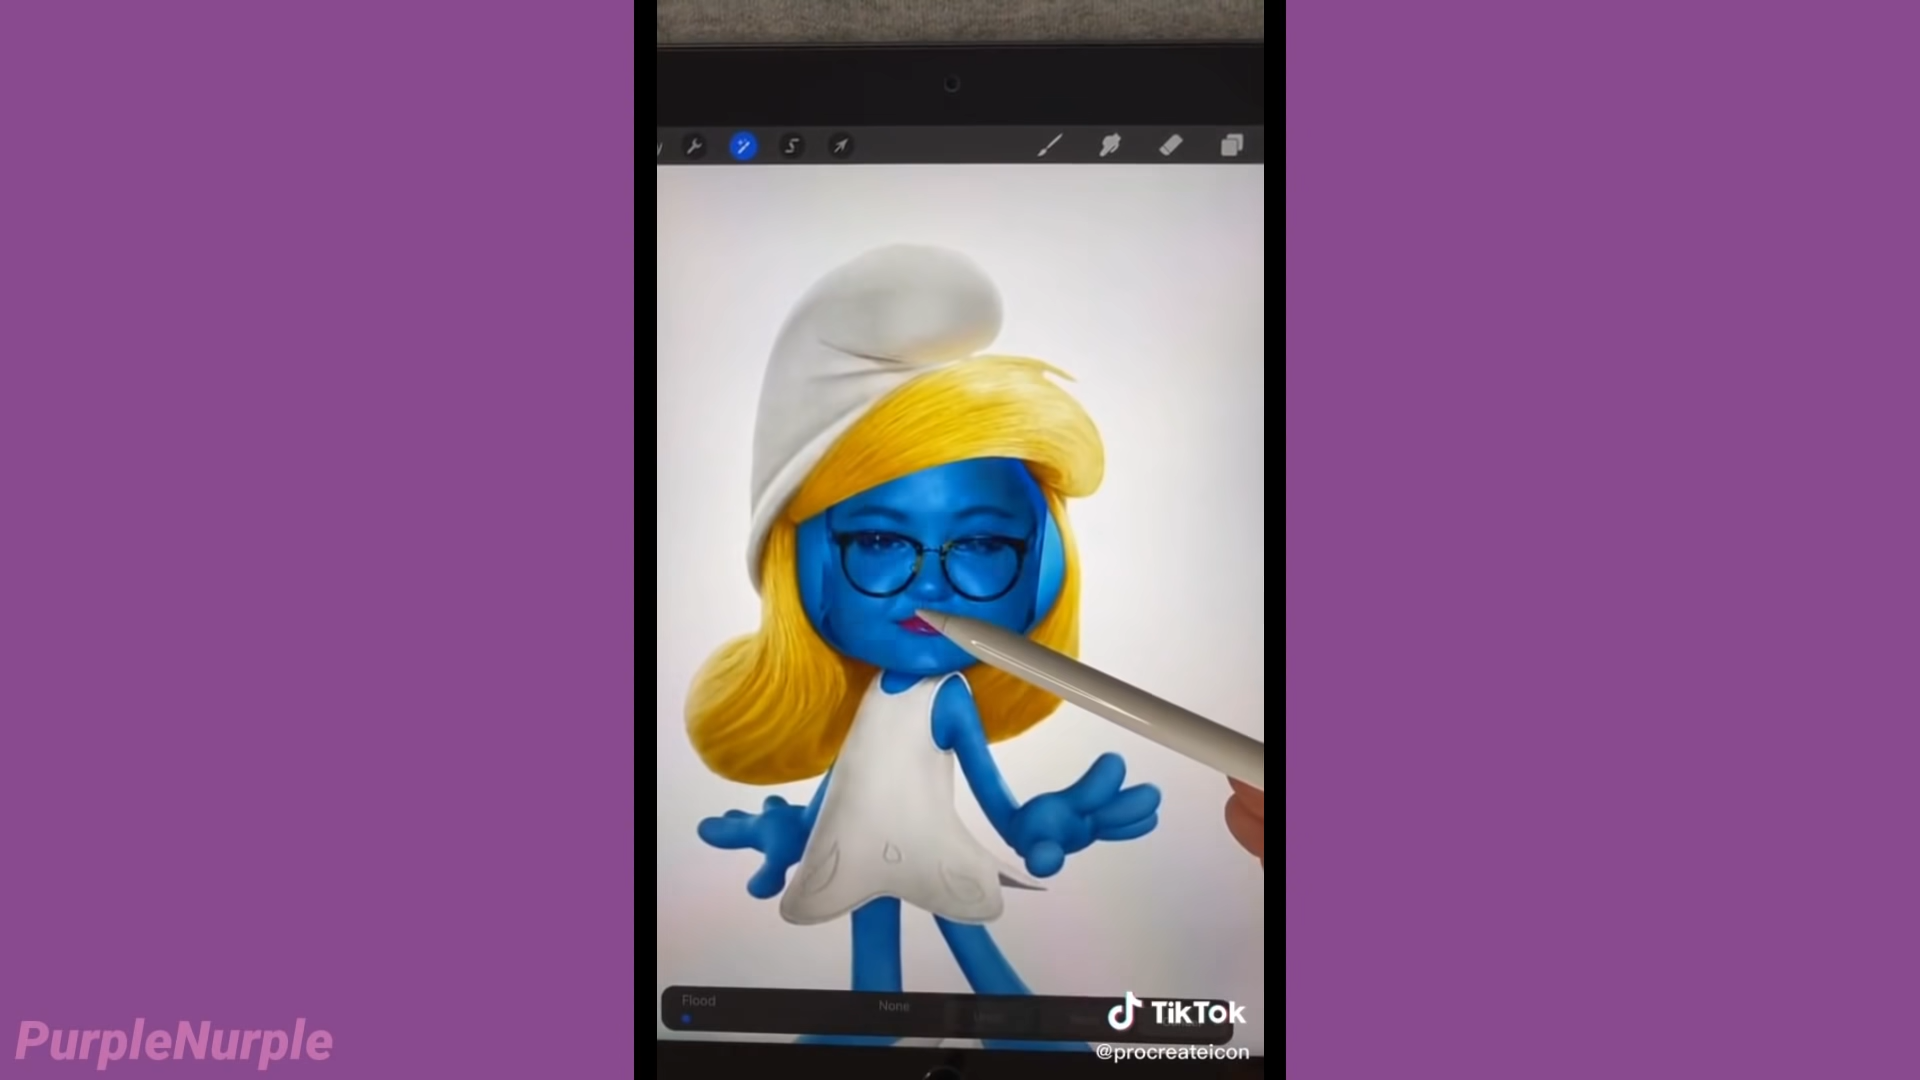 Flood
None
TikTok
@procreateicon
PurpleNurple